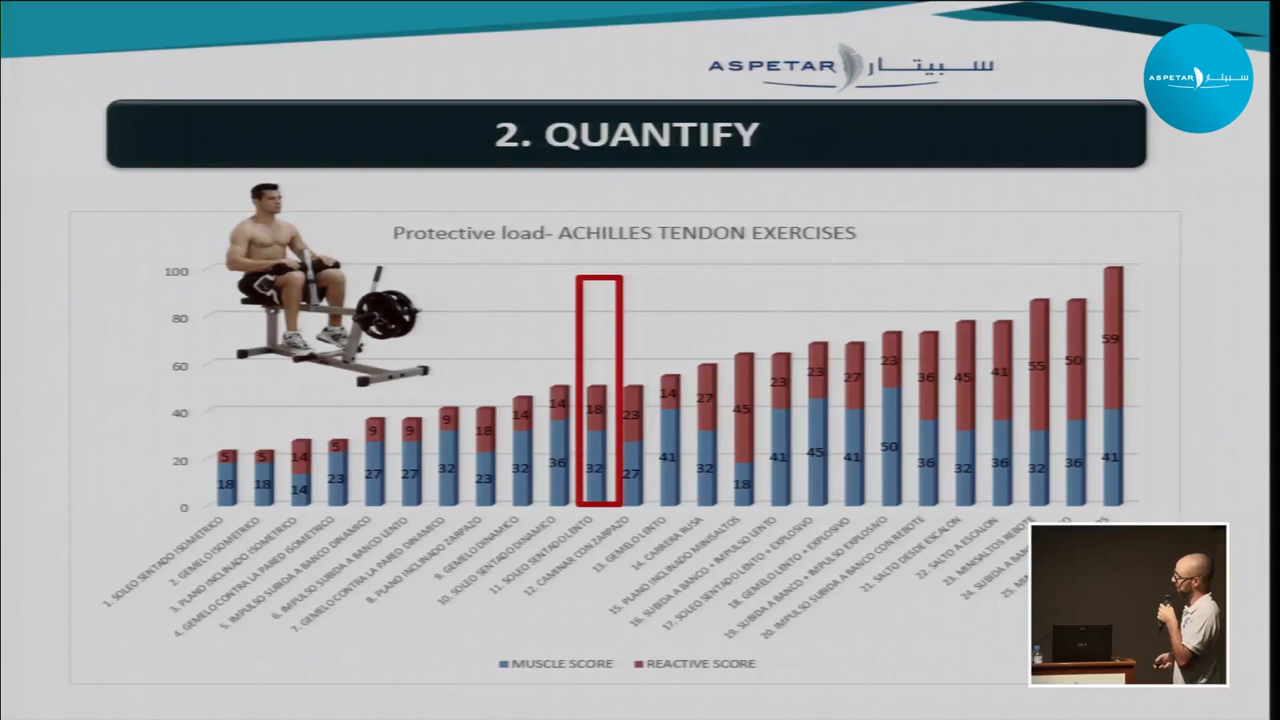 ASPETAR سبيتار
ASPETAR سبيتار
2. QUANTIFY
Protective load- ACHILLES TENDON EXERCISES
100
80
60
40
20
0
5 5 14 5 9 9 9 18 14 14 18 23 14 27 45 23 23 27 23 36 45 41 55 50 59
18 18 14 23 27 27 32 23 32 36 32 27 41 32 18 41 45 41 50 36 32 36 32 36 41
1. SOLEO SENTADO ISOMETRICO
2. GEMELO ISOMETRICO
3. PLANO INCLINADO ISOMETRICO
4. GEMELO CONTRA LA PARED ISOMETRICO
5. IMPULSO SUBIDA A BANCO DINAMICO
6. IMPULSO SUBIDA A BANCO LENTO
7. GEMELO CONTRA LA PARED DINAMICO
8. PLANO INCLINADO ZARPAZO
9. GEMELO DINAMICO
10. SOLEO SENTADO DINAMICO
11. SOLEO SENTADO LENTO
12. CAMINAR CON ZARPAZO
13. GEMELO LENTO
14. CARRERA RUSA
15. PLANO INCLINADO MINISALTOS
16. SUBIDA A BANCO + IMPULSO LENTO
17. SOLEO SENTADO LENTO + EXPLOSIVO
18. GEMELO LENTO + EXPLOSIVO
19. SUBIDA A BANCO + IMPULSO EXPLOSIVO
20. IMPULSO SUBIDA A BANCO CON REBOTE
21. SALTO DESDE ESCALON
22. SALTO A ESCALON
23. MINISALTOS REBOTE
24. SUBIDA A
25.
MUSCLE SCORE
REACTIVE SCORE